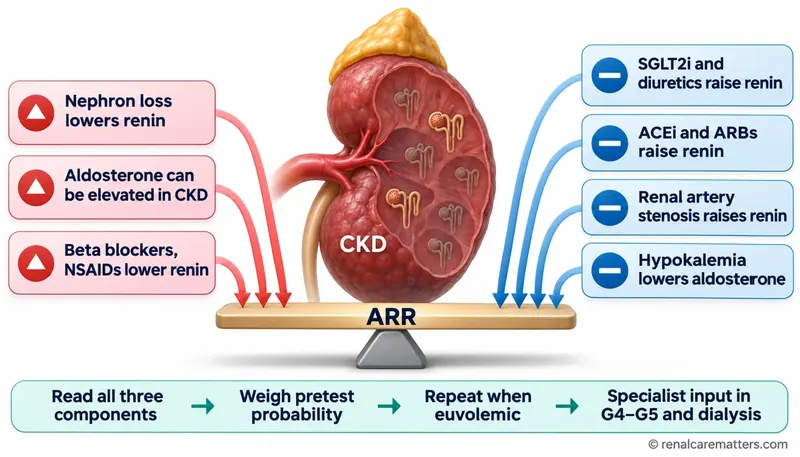 Nephron loss
lowers renin
Aldosterone can
be elevated in CKD
Beta blockers,
NSAIDs lower renin
CKD
SGLT2i and
diuretics raise renin
ACEi and ARBs
raise renin
Renal artery
stenosis raises renin
Hypokalemia
lowers aldosterone
ARR
Read all three
components
Weigh pretest
probability
Repeat when
euvolemic
Specialist input in
G4–G5 and dialysis
© renalcarematters.com